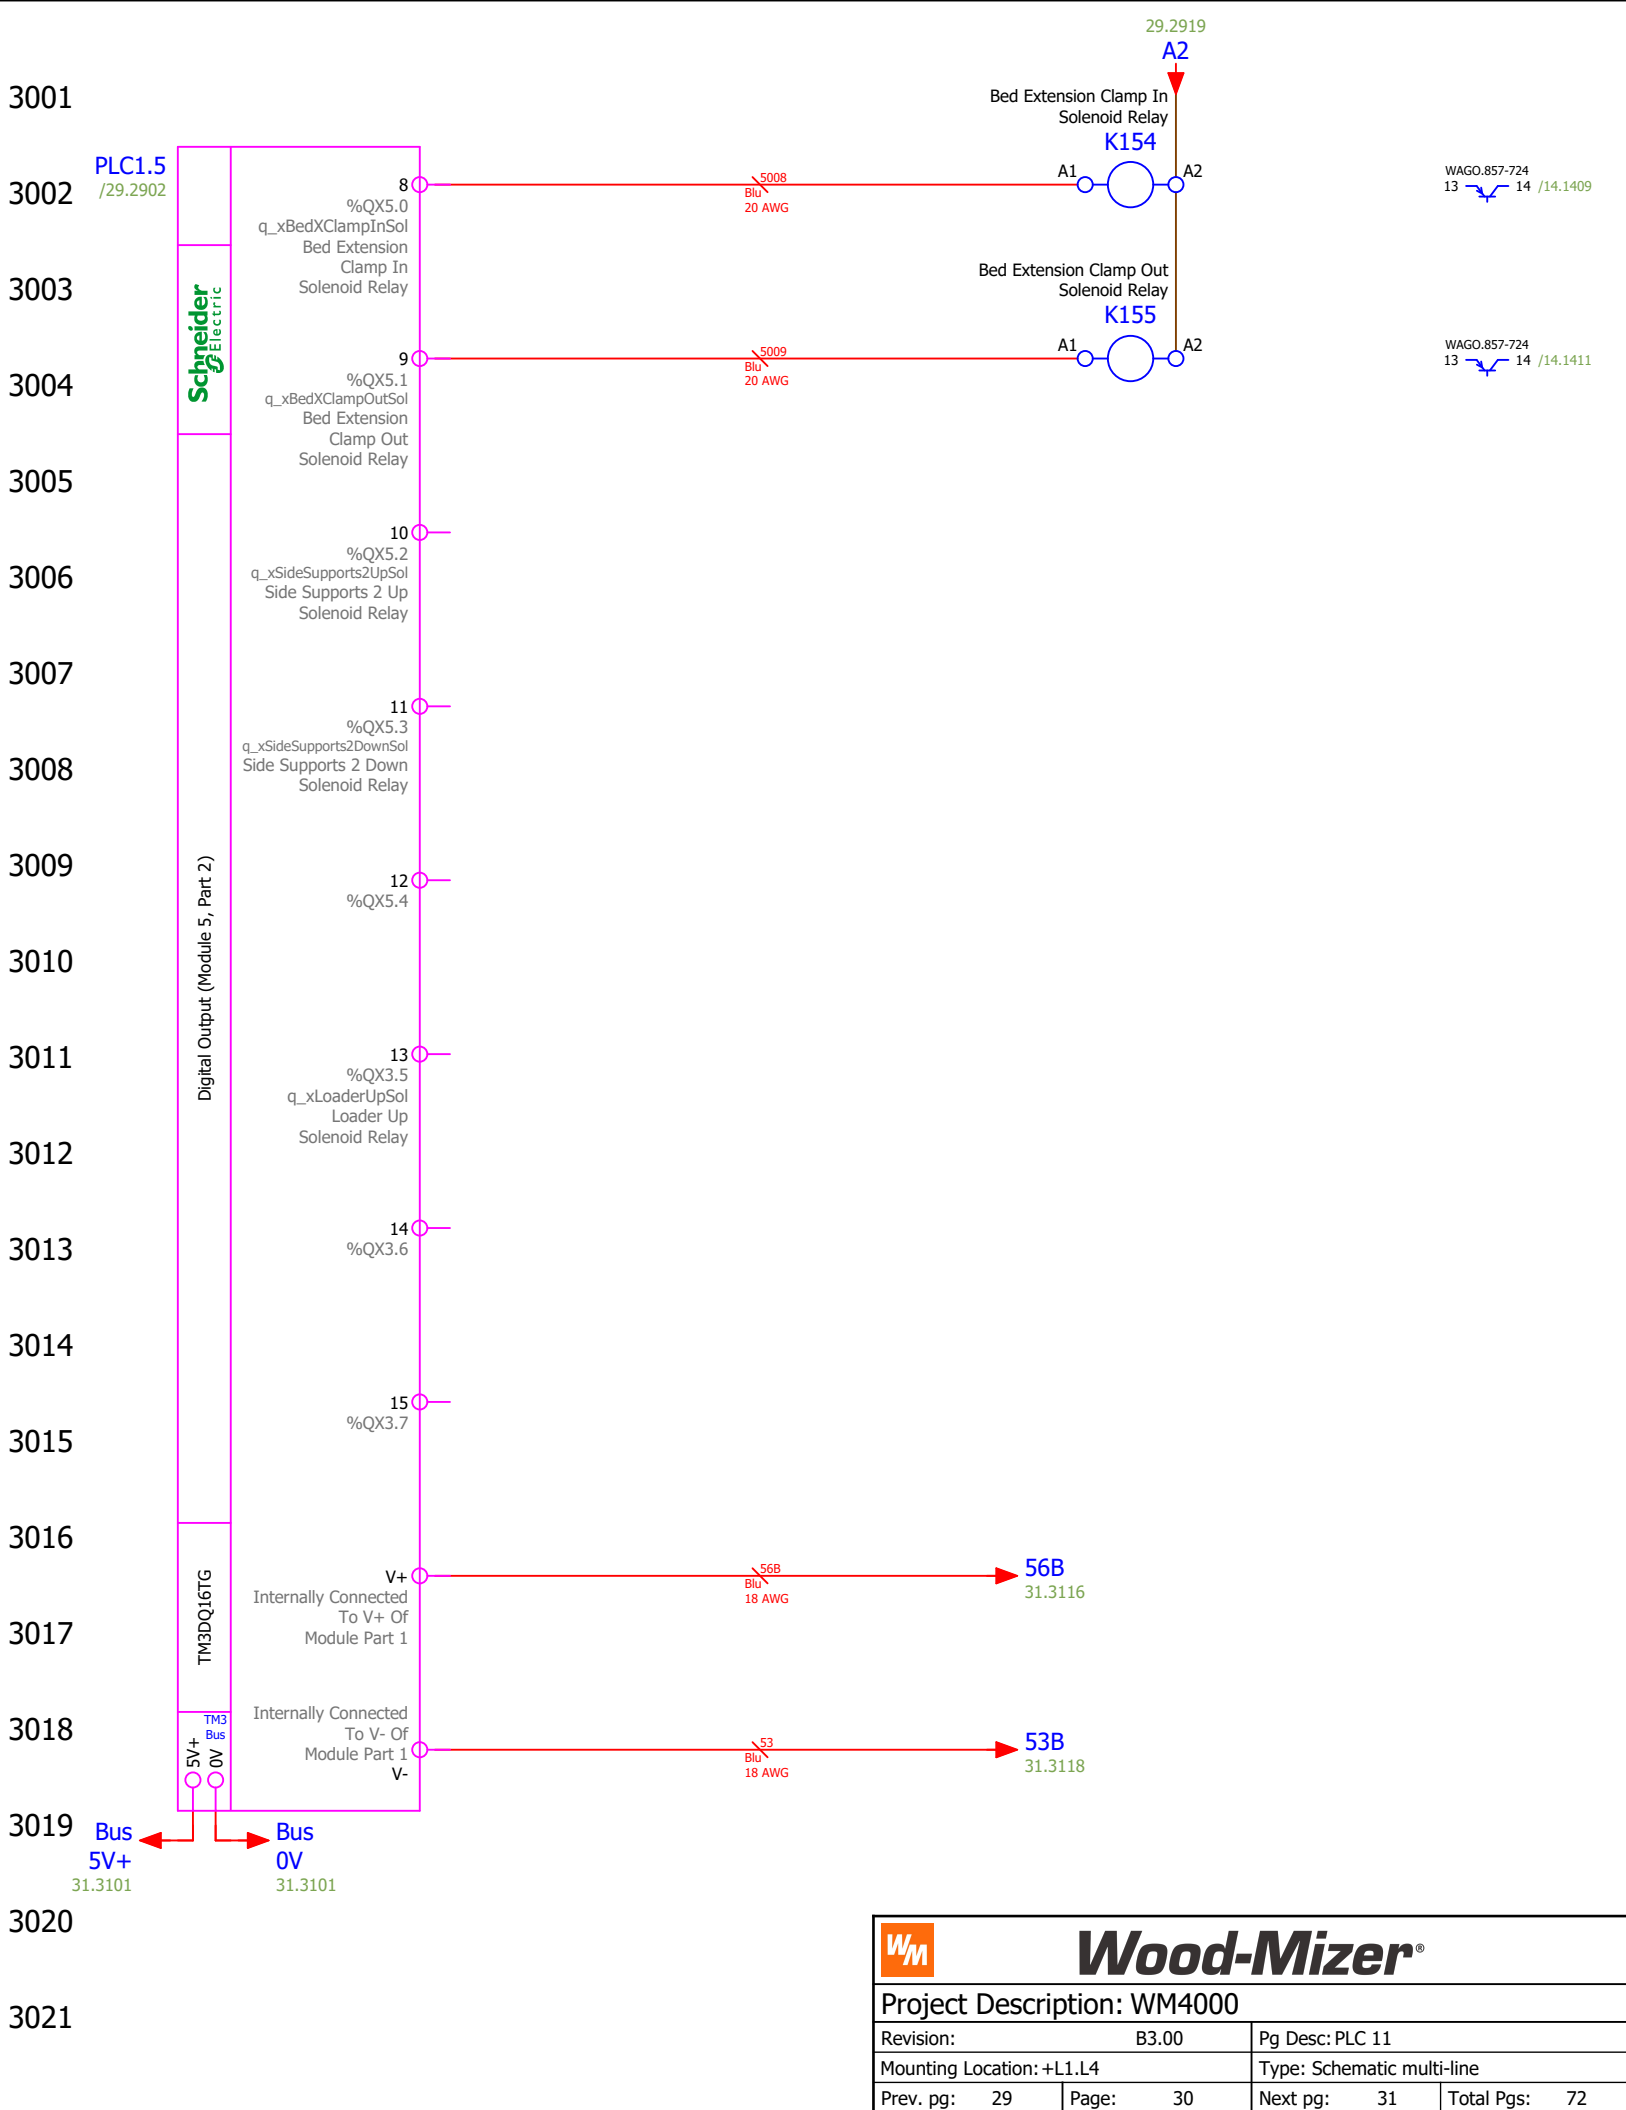 29.2919
A2
3001
Bed Extension Clamp In
Solenoid Relay
K154
PLC1.5
/29.2902
3002
8
%QX5.0
q_xBedXClampInSol
Bed Extension
Clamp In
Solenoid Relay
5008
Blu
20 AWG
A1
A2
WAGO.857-724
13 14 /14.1409
3003
Schneider
Electric
Bed Extension Clamp Out
Solenoid Relay
K155
3004
9
%QX5.1
q_xBedXClampOutSol
Bed Extension
Clamp Out
Solenoid Relay
5009
Blu
20 AWG
A1
A2
WAGO.857-724
13 14 /14.1411
3005
10
%QX5.2
q_xSideSupports2UpSol
Side Supports 2 Up
Solenoid Relay
3006
3007
11
%QX5.3
q_xSideSupports2DownSol
Side Supports 2 Down
Solenoid Relay
3008
3009
12
%QX5.4
Digital Output (Module 5, Part 2)
3010
3011
13
%QX3.5
q_xLoaderUpSol
Loader Up
Solenoid Relay
3012
3013
14
%QX3.6
3014
15
%QX3.7
3015
3016
TM3DQ16TG
V+
Internally Connected
To V+ Of
Module Part 1
56B
Blu
18 AWG
56B
31.3116
3017
3018
TM3
Bus
5V+
0V
Internally Connected
To V- Of
Module Part 1
V-
53
Blu
18 AWG
53B
31.3118
3019
Bus
5V+
31.3101
Bus
0V
31.3101
3020
WM
Wood-Mizer®
3021
Project Description: WM4000
Revision: B3.00
Pg Desc: PLC 11
Mounting Location: +L1.L4
Type: Schematic multi-line
Prev. pg: 29
Page: 30
Next pg: 31
Total Pgs: 72